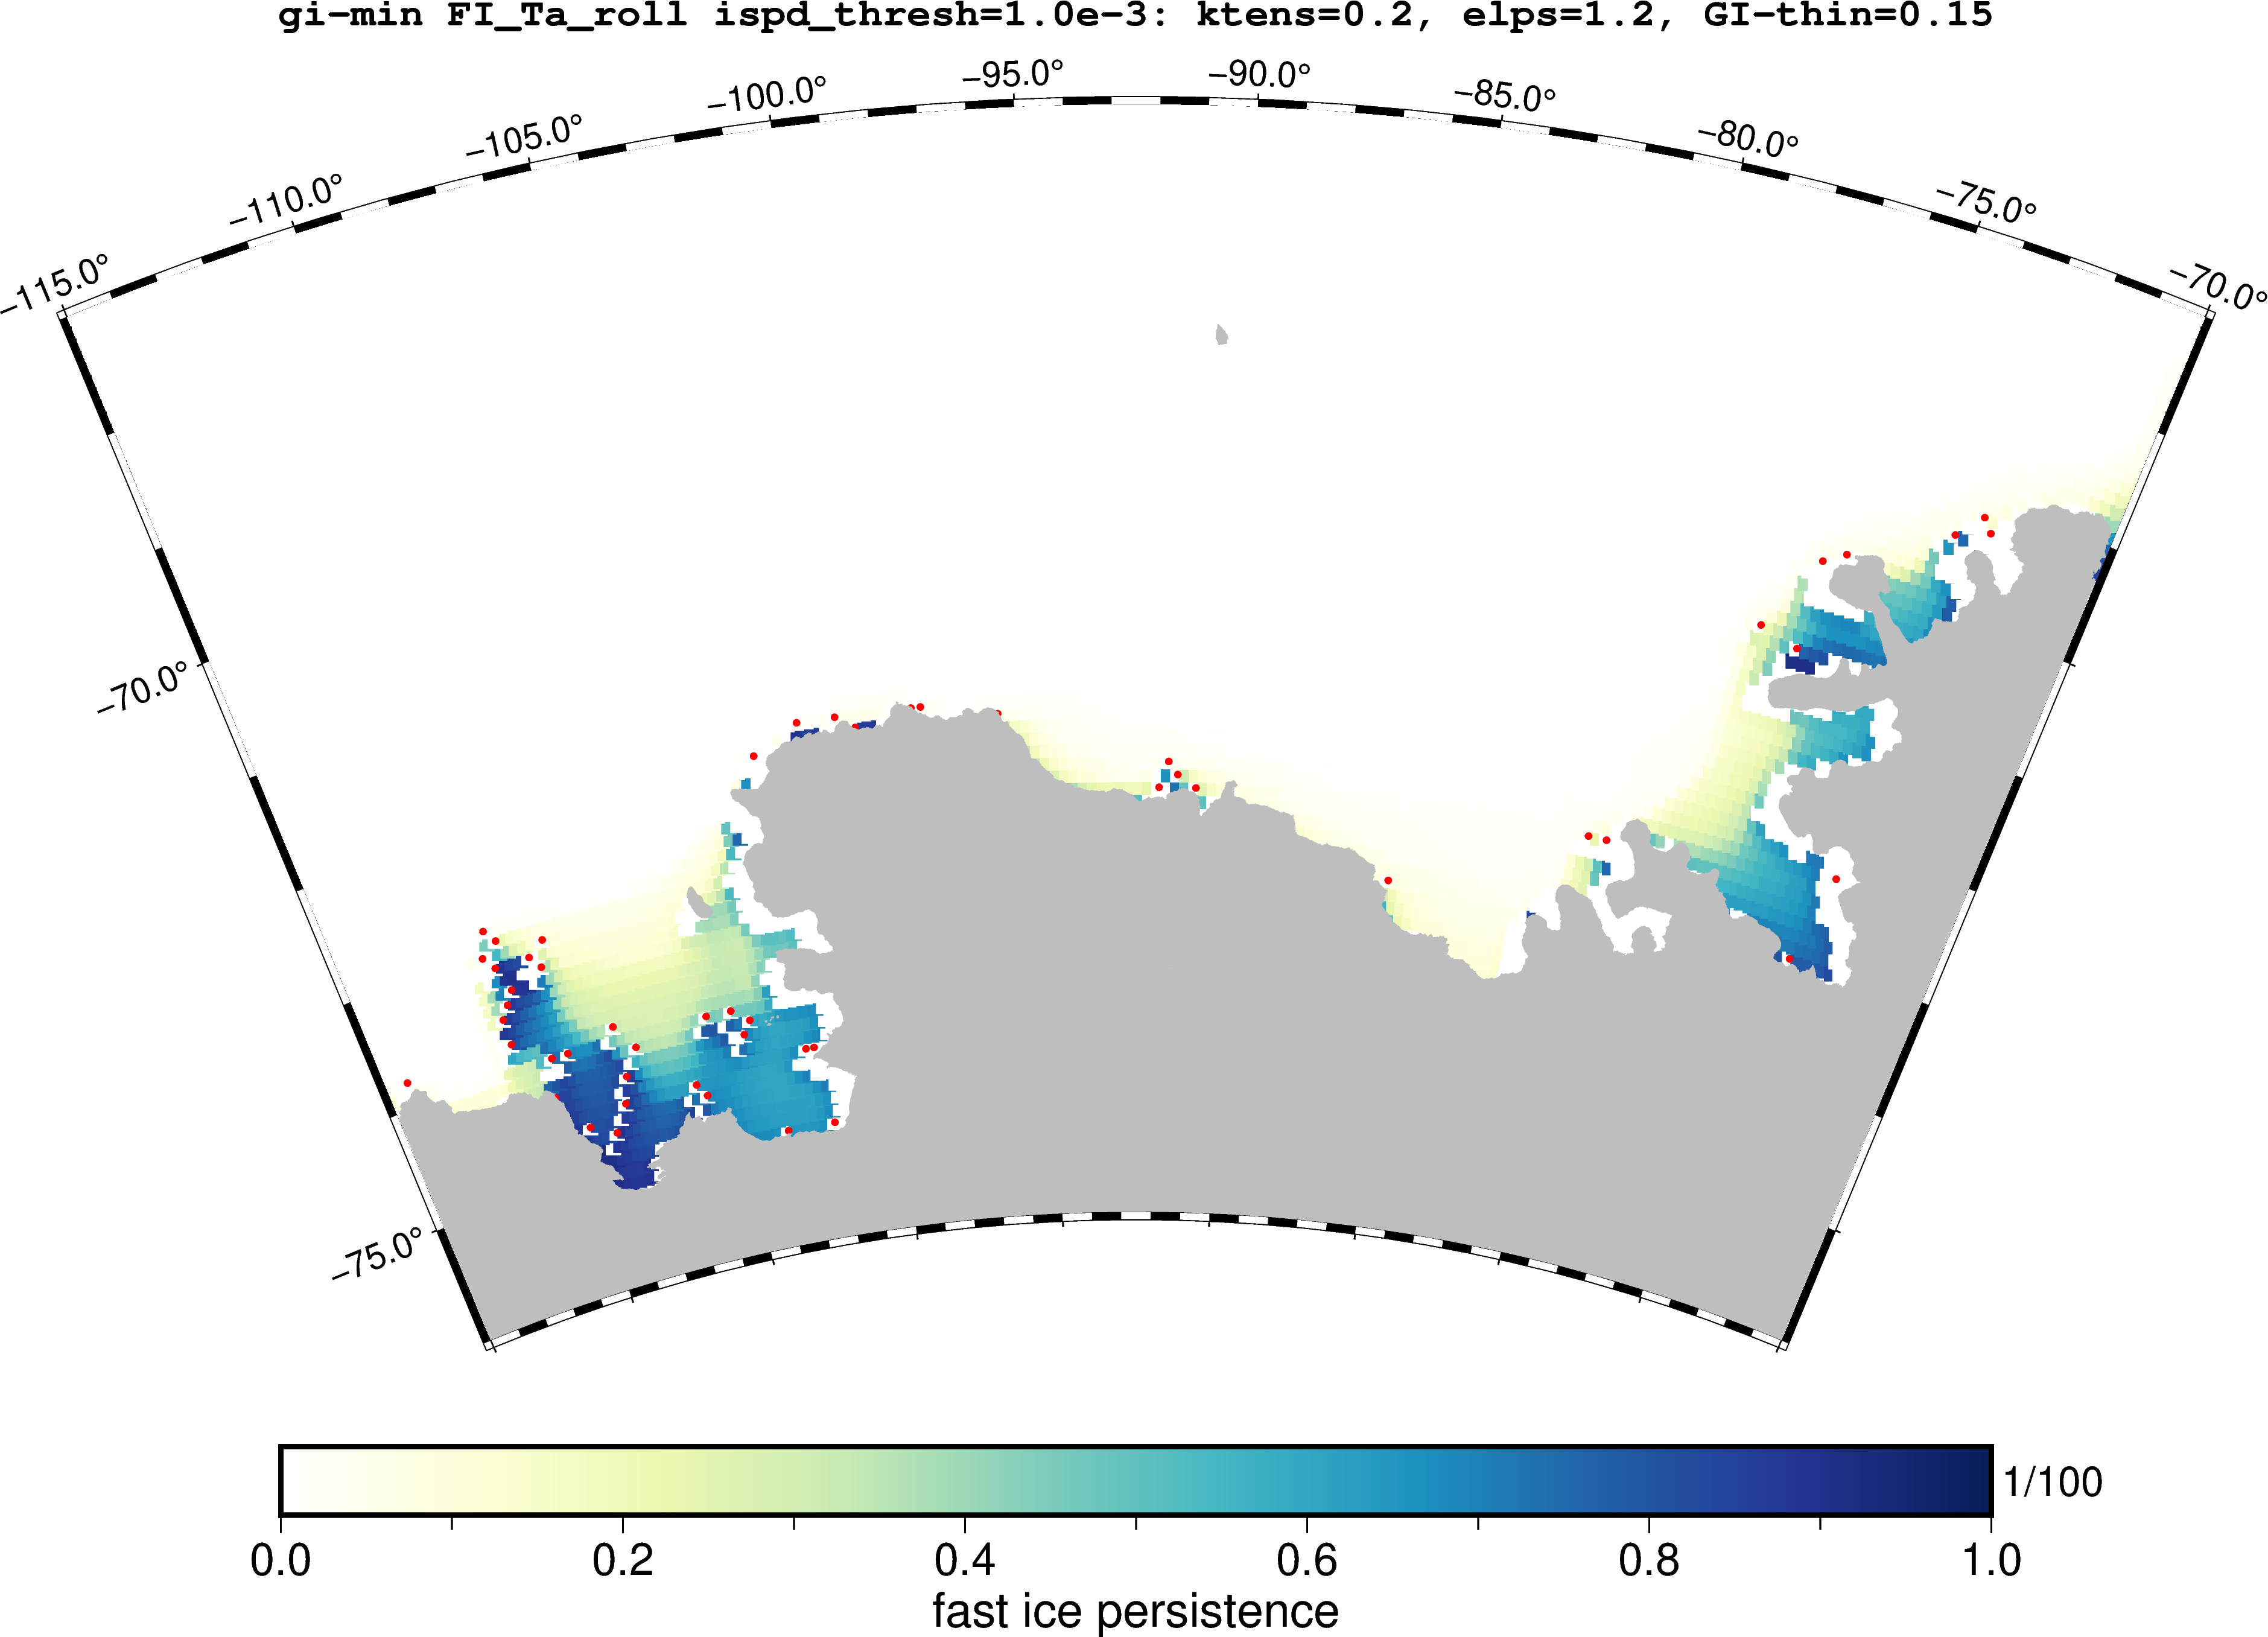 gi-min FI_Ta_roll ispd_thresh=1.0e-3: ktens=0.2, elps=1.2, GI-thin=0.15
-95.0° -90.0°
-100.0° -85.0°
-105.0° -80.0°
-110.0° -75.0°
-115.0° -70.0°
-70.0°
-75.0°
1/100
0.0 0.2 0.4 0.6 0.8 1.0
fast ice persistence